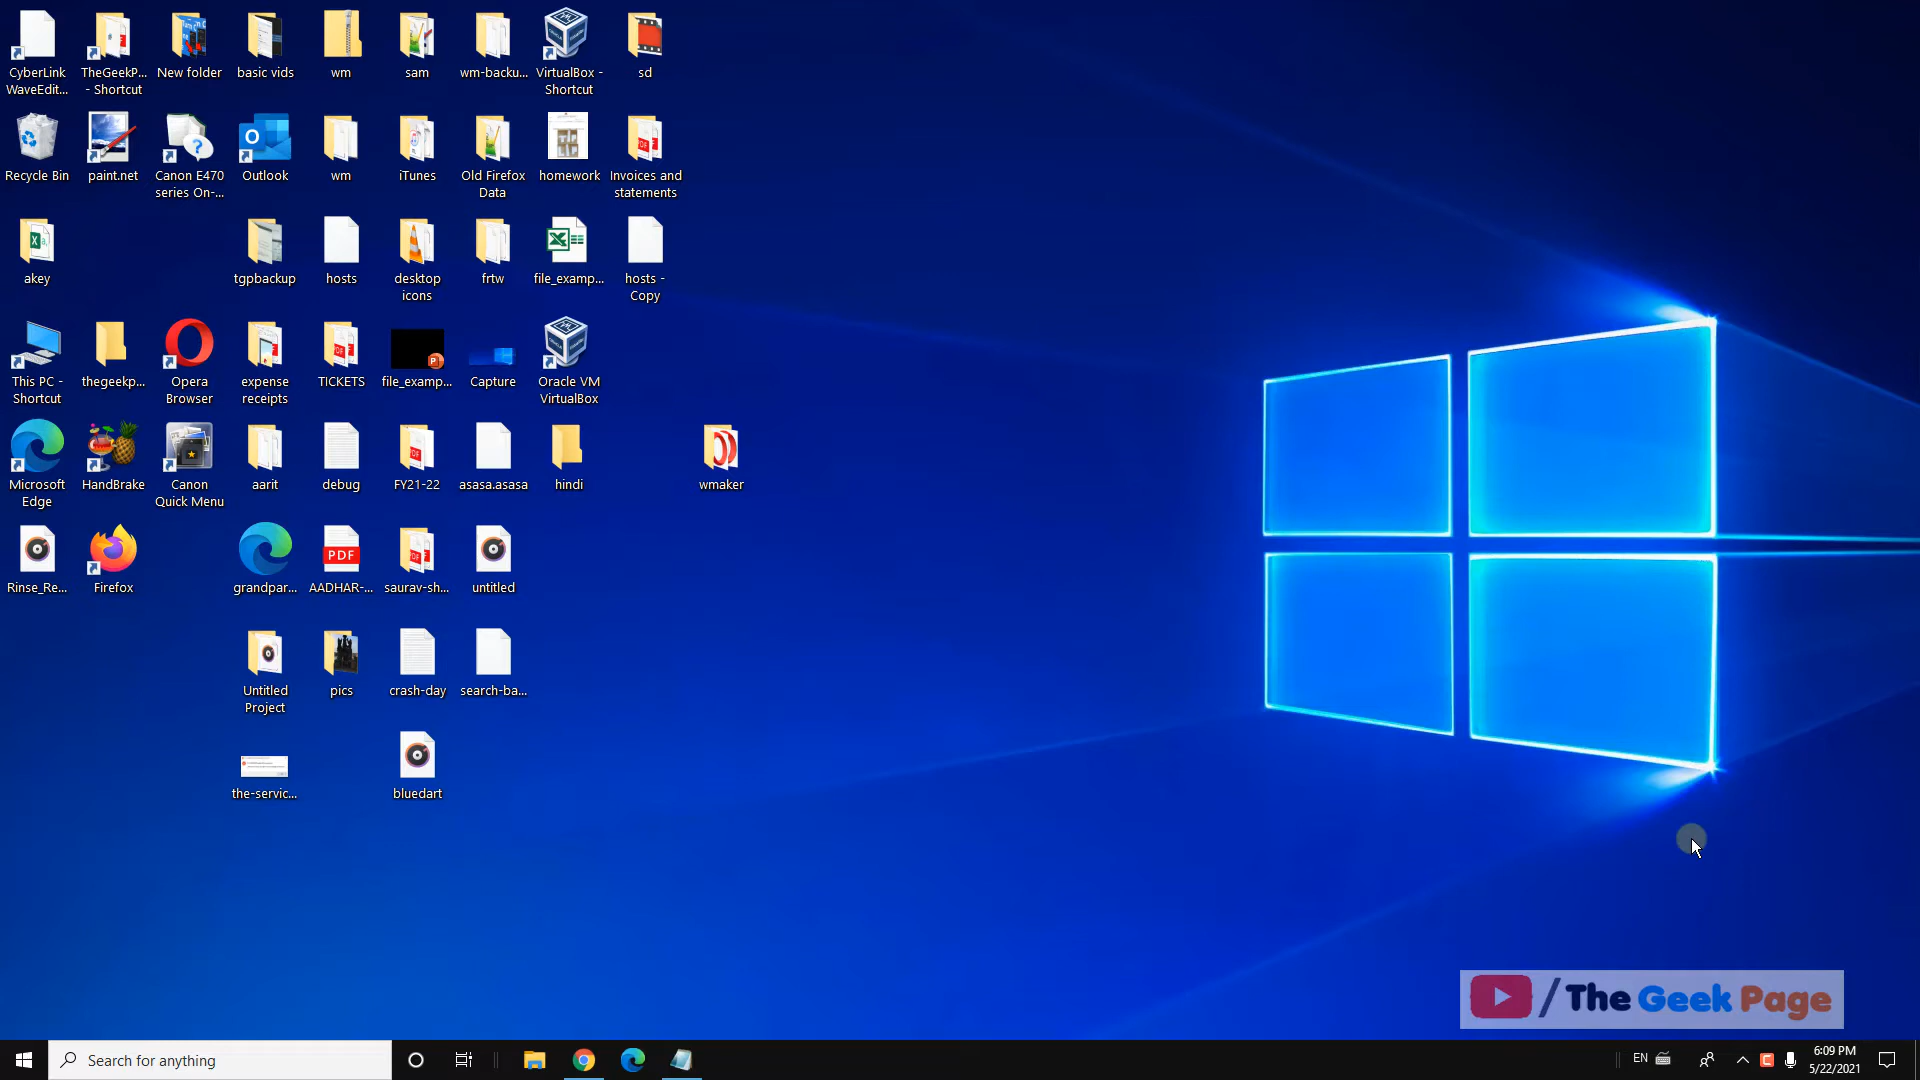 CyberLink
WaveEdit...
TheGeekP...
- Shortcut
New folder
basic vids
wm
sam
wm-backu...
VirtualBox -
Shortcut
sd
Recycle Bin
paint.net
Canon E470
series On-...
Outlook
wm
iTunes
Old Firefox
Data
homework
Invoices and
statements
akey
tgpbackup
hosts
desktop
icons
frtw
file_examp...
hosts -
Copy
This PC -
Shortcut
thegeekp...
Opera
Browser
expense
receipts
TICKETS
file_examp...
Capture
Oracle VM
VirtualBox
Microsoft
Edge
HandBrake
Canon
Quick Menu
aarit
debug
FY21-22
asasa.asasa
hindi
wmaker
Rinse_Re...
Firefox
grandpar...
PDF
AADHAR-...
saurav-sh...
untitled
Untitled
Project
pics
crash-day
search-ba...
the-servic...
bluedart
/ The Geek Page
Search for anything
EN
6:09 PM
5/22/2021